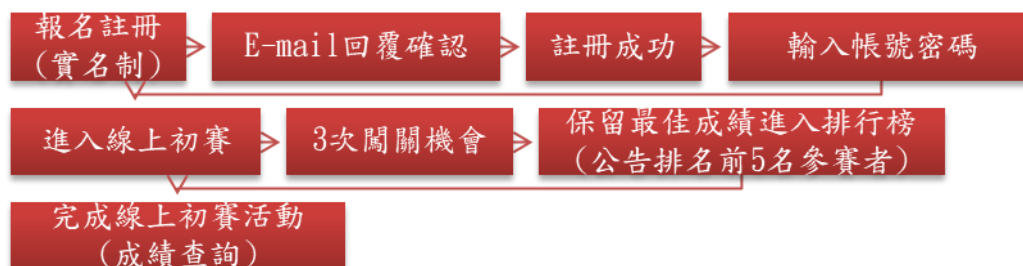 報名註冊
(實名制)
E-mail回覆確認
註冊成功
輸入帳號密碼
進入線上初賽
3次闖關機會
保留最佳成績進入排行榜
(公告排名前5名參賽者)
完成線上初賽活動
(成績查詢)